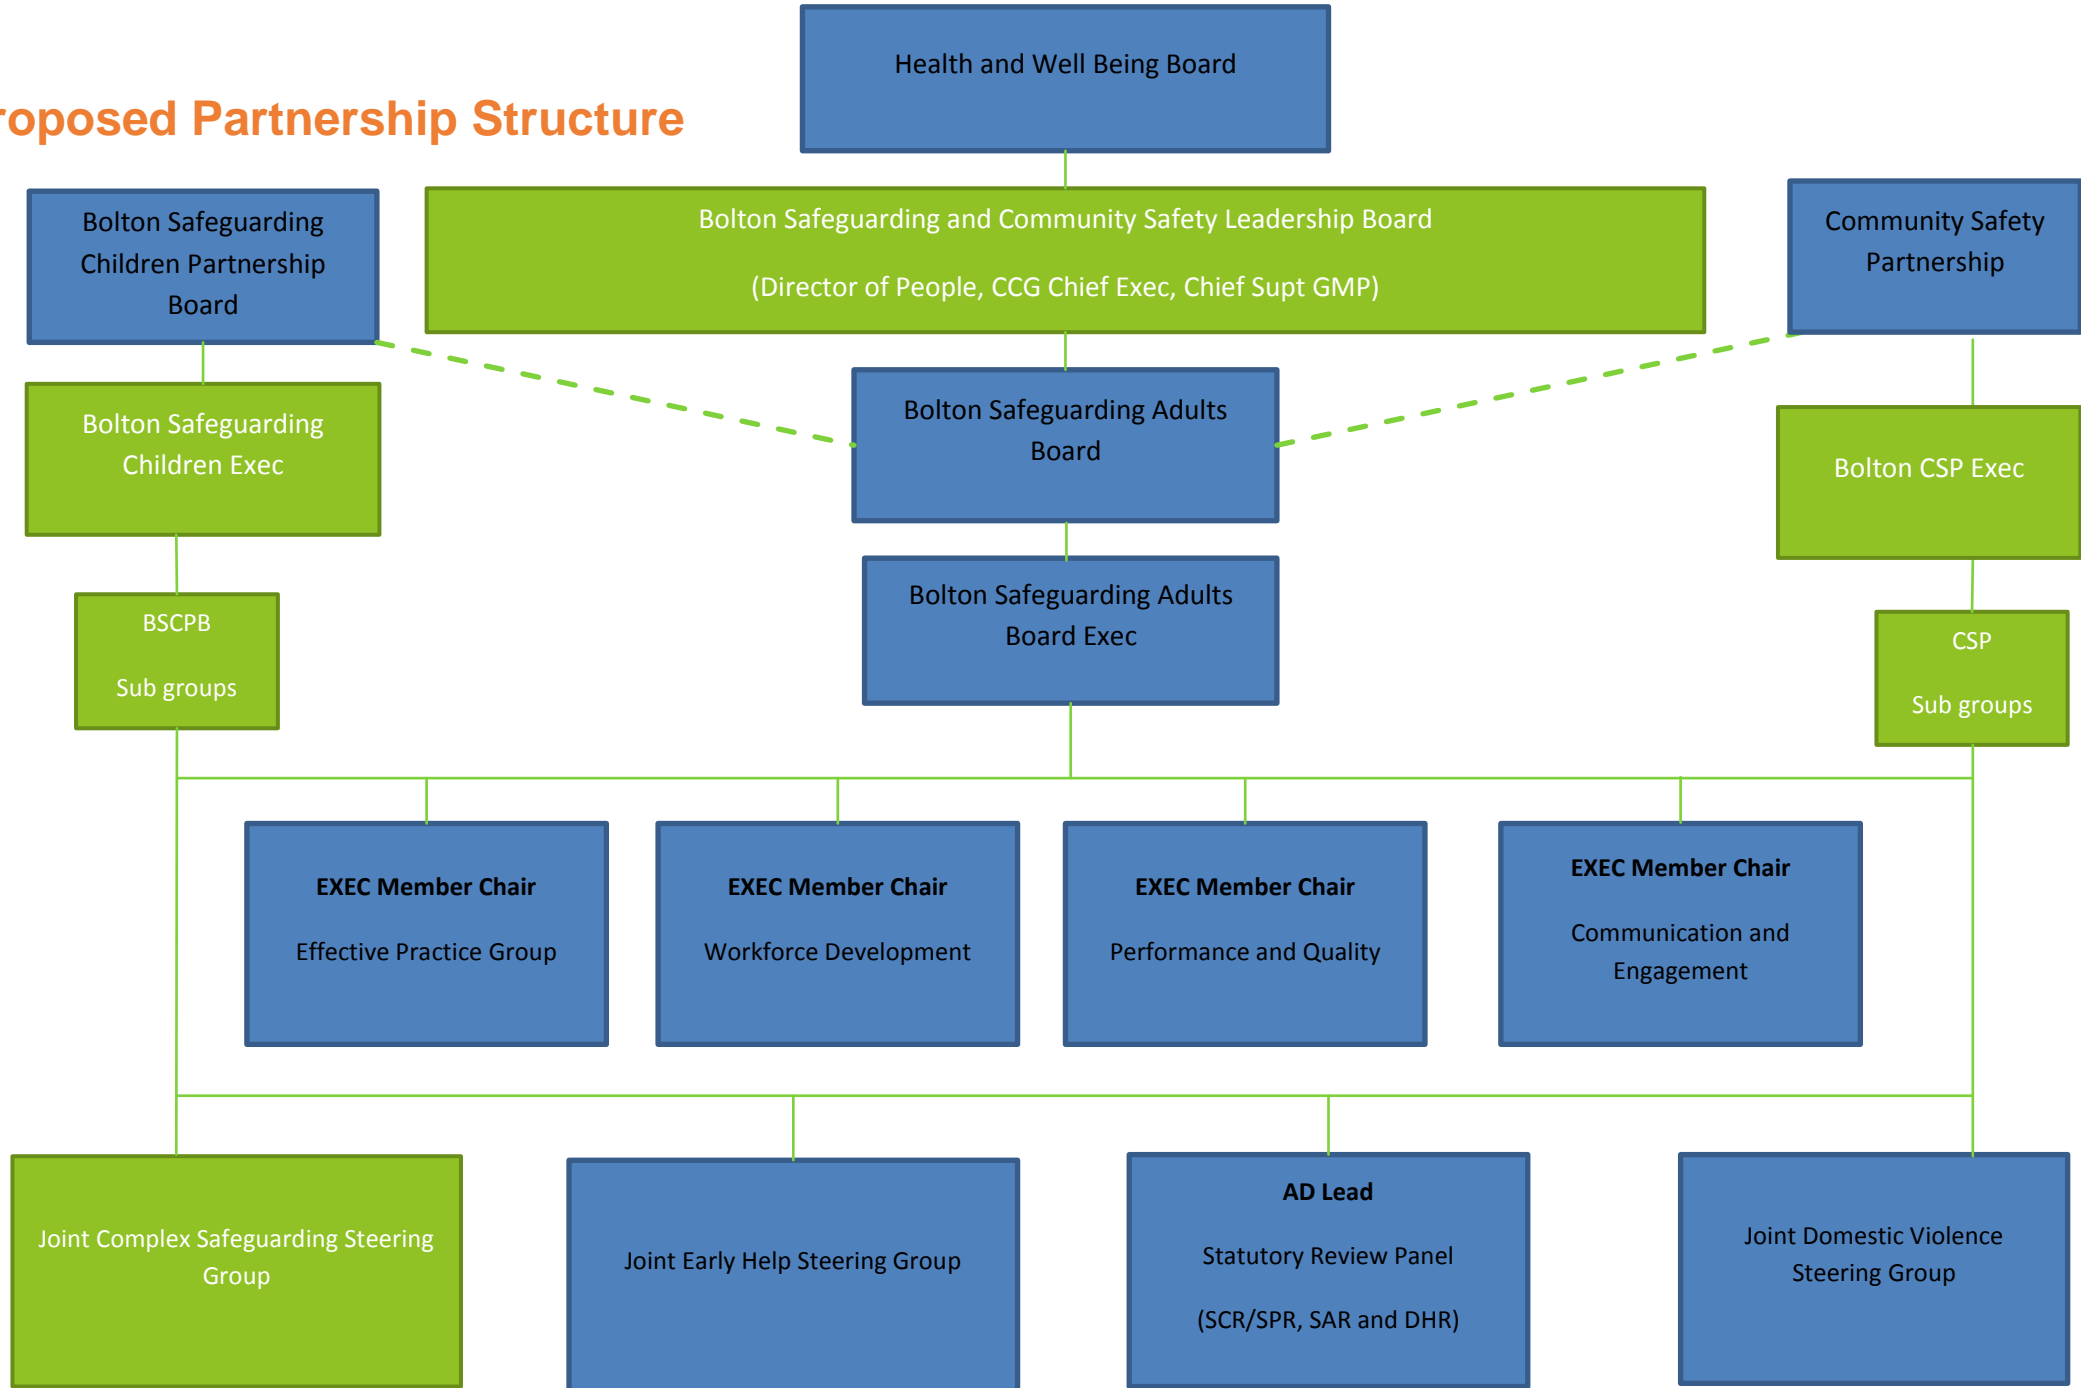 Health and Well Being Board
roposed Partnership Structure
Bolton Safeguarding
Children Partnership
Board
Bolton Safeguarding and Community Safety Leadership Board
(Director of People, CCG Chief Exec, Chief Supt GMP)
Community Safety
Partnership
Bolton Safeguarding
Children Exec
Bolton Safeguarding Adults
Board
Bolton CSP Exec
BSCPB
Sub groups
Bolton Safeguarding Adults
Board Exec
CSP
Sub groups
EXEC Member Chair
Effective Practice Group
EXEC Member Chair
Workforce Development
EXEC Member Chair
Performance and Quality
EXEC Member Chair
Communication and
Engagement
Joint Complex Safeguarding Steering
Group
Joint Early Help Steering Group
AD Lead
Statutory Review Panel
(SCR/SPR, SAR and DHR)
Joint Domestic Violence
Steering Group